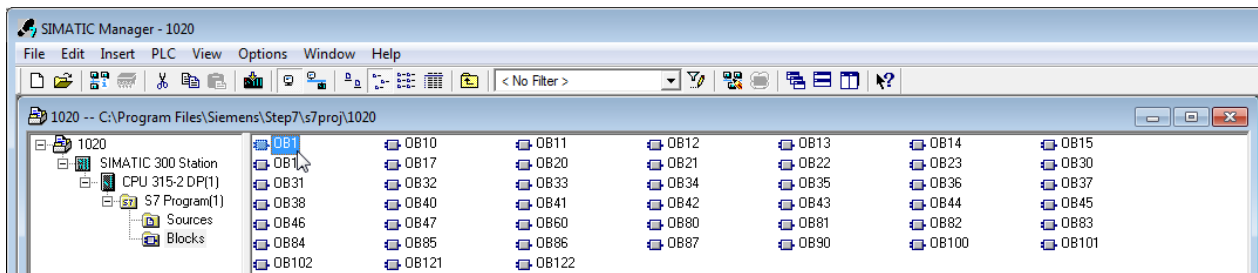 SIMATIC Manager - 1020
File Edit Insert PLC View Options Window Help
< No Filter >
1020 -- C:\Program Files\Siemens\Step7\s7proj\1020
1020 OB1 OB10 OB11 OB12 OB13 OB14 OB15
SIMATIC 300 Station OB1 OB17 OB20 OB21 OB22 OB23 OB30
CPU 315-2 DP(1) OB31 OB32 OB33 OB34 OB35 OB36 OB37
S7 Program(1) OB38 OB40 OB41 OB42 OB43 OB44 OB45
Sources OB46 OB47 OB60 OB80 OB81 OB82 OB83
Blocks OB84 OB85 OB86 OB87 OB90 OB100 OB101
OB102 OB121 OB122